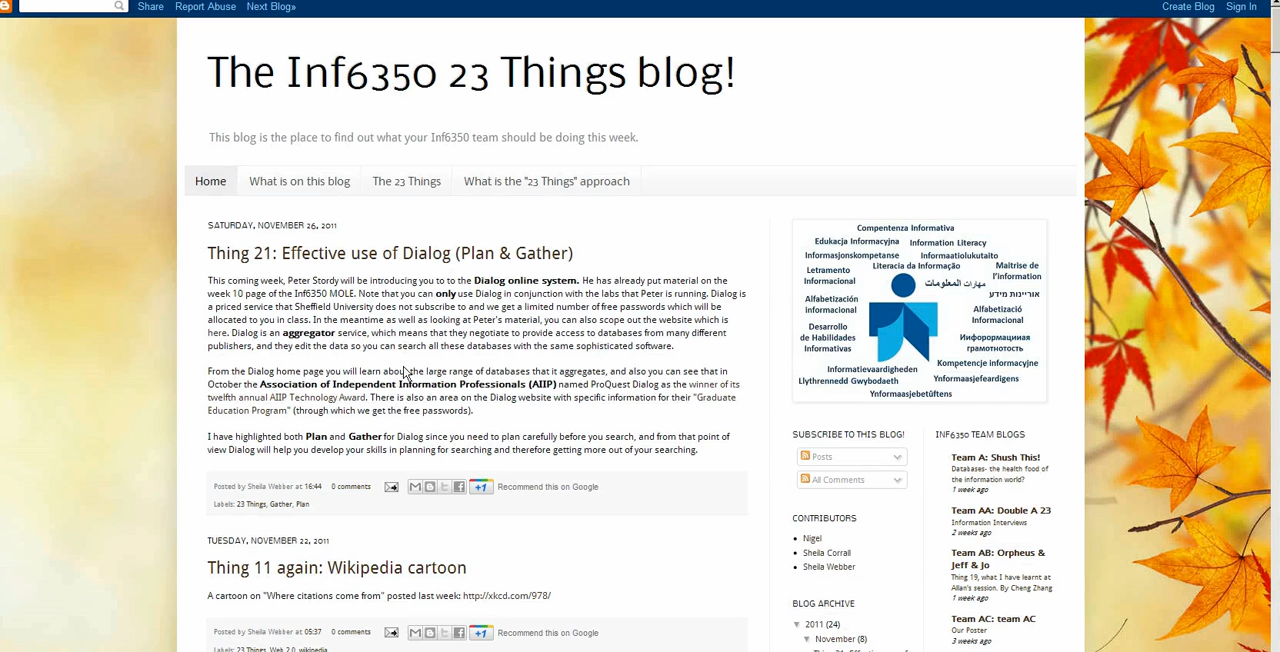 Share Report Abuse Next Blog»
Create Blog Sign In
The Inf6350 23 Things blog!
This blog is the place to find out what your Inf6350 team should be doing this week.
Home What is on this blog The 23 Things What is the "23 Things" approach
SATURDAY, NOVEMBER 26, 2011
Thing 21: Effective use of Dialog (Plan & Gather)
This coming week, Peter Stordy will be introducing you to to the Dialog online system. He has already put material on the
week 10 page of the Inf6350 MOLE. Note that you can only use Dialog in conjunction with the labs that Peter is running. Dialog is
a priced service that Sheffield University does not subscribe to and we get a limited number of free passwords which will be
allocated to you in class. In the meantime as well as looking at Peter's material, you can also scope out the website which is
here. Dialog is an aggregator service, which means that they negotiate to provide access to databases from many different
publishers, and they edit the data so you can search all these databases with the same sophisticated software.
From the Dialog home page you will learn about the large range of databases that it aggregates, and also you can see that in
October the Association of Independent Information Professionals (AIIP) named ProQuest Dialog as the winner of its
twelfth annual AIIP Technology Award. There is also an area on the Dialog website with specific information for their "Graduate
Education Program" (through which we get the free passwords).
I have highlighted both Plan and Gather for Dialog since you need to plan carefully before you search, and from that point of
view Dialog will help you develop your skills in planning for searching and therefore getting more out of your searching.
Posted by Sheila Webber at 16:44 0 comments +1 Recommend this on Google
Labels: 23 Things, Gather, Plan
TUESDAY, NOVEMBER 22, 2011
Thing 11 again: Wikipedia cartoon
A cartoon on "Where citations come from" posted last week: http://xkcd.com/978/
Posted by Sheila Webber at 05:37 0 comments +1 Recommend this on Google
Labels: 23 Things, Web 2.0, wikipedia
Compentenza Informativa
Edukacja Informacyjna Information Literacy
Informasjonskompetanse Informaatiolukutaito
Letramento Informacional
Literacia da Informação
Maitrise de l'information
مهارات المعلومات
אוריינות מידע
Alfabetización Informacional
Alfabetització Informacional
Desarrollo de Habilidades Informativas
Информационная грамотность
Kompetence informacyjne
Informatievaardigheden
Ynformaasjefeardigens
Llythrennedd Gwybodaeth
Ynformaasjebetûftens
SUBSCRIBE TO THIS BLOG!
Posts
All Comments
CONTRIBUTORS
Nigel
Sheila Corrall
Sheila Webber
BLOG ARCHIVE
▼ 2011 (24)
▼ November (8)
INF6350 TEAM BLOGS
Team A: Shush This!
Databases- the health food of
the information world?
1 week ago
Team AA: Double A 23
Information Interviews
2 weeks ago
Team AB: Orpheus &
Jeff & Jo
Thing 19, what I have learnt at
Allan's session. By Cheng Zhang
1 week ago
Team AC: team AC
Our Poster
3 weeks ago